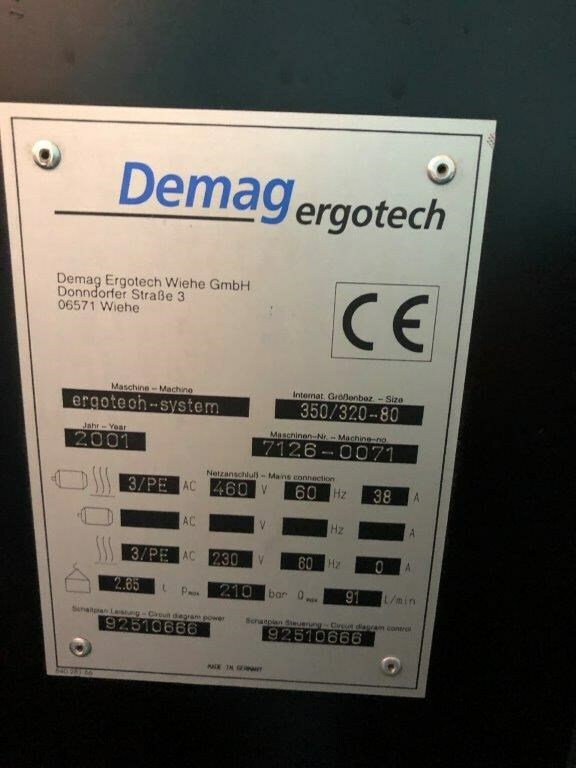 Demag ergotech
Demag Ergotech Wiehe GmbH
Donndorfer Straße 3
06571 Wiehe
CE
Maschine - Machine
ergotech-system
Internat. Größenbez. - Size
350/320-80
Jahr - Year
2001
Maschinen-Nr. - Machine-no.
7126-0071
Netzanschluß - Mains connection
3/PE AC 460 V 60 Hz 38 A
AC V Hz A
3/PE AC 230 V 60 Hz 0 A
2.65 t Pmax 210 bar Qmax 91 l/min
Schaltplan Leistung - Circuit diagram power
92510666
Schaltplan Steuerung - Circuit diagram control
92510666
MADE IN GERMANY